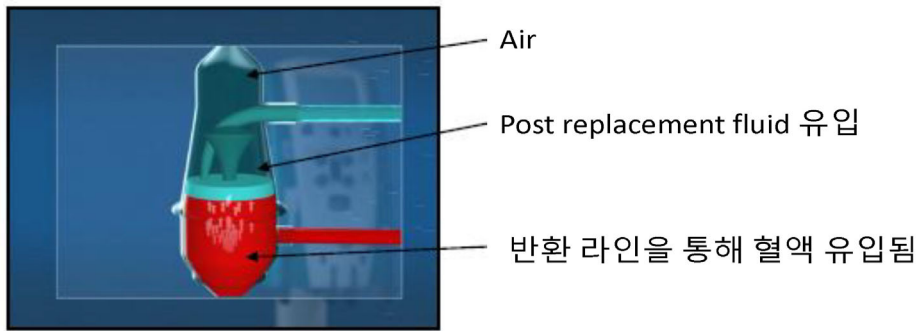 Air
Post replacement fluid 유입
반환 라인을 통해 혈액 유입됨